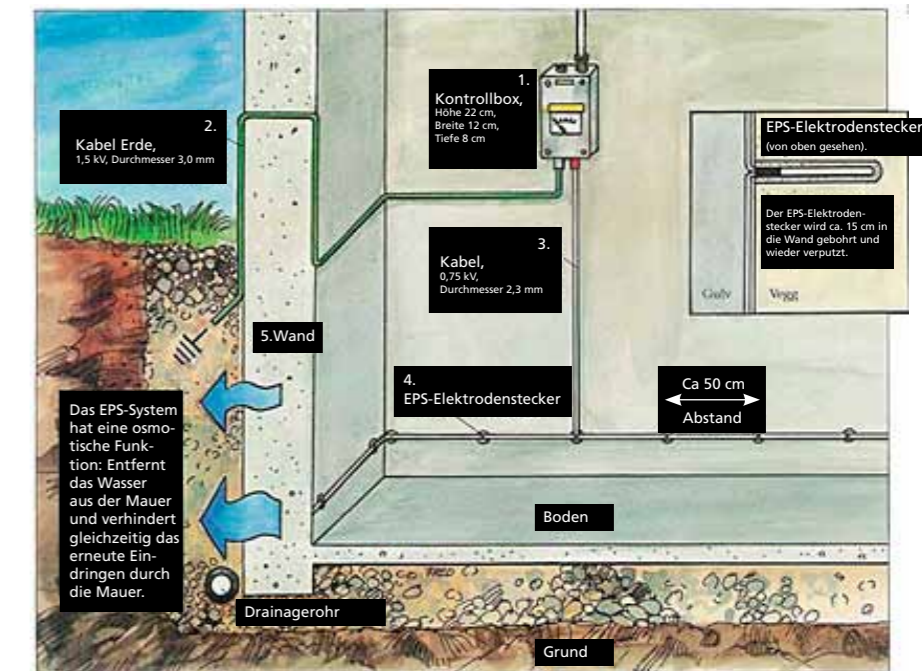 1.
Kontrollbox,
Höhe 22 cm,
Breite 12 cm,
Tiefe 8 cm
2.
Kabel Erde,
1,5 kV, Durchmesser 3,0 mm
EPS-Elektrodenstecker
(von oben gesehen).
Der EPS-Elektroden-
stecker wird ca. 15 cm in
die Wand gebohrt und
wieder verputzt.
Gulv
Vegg
3.
Kabel,
0,75 kV,
Durchmesser 2,3 mm
5.Wand
4.
EPS-Elektrodenstecker
Ca 50 cm
Abstand
Das EPS-System
hat eine osmo-
tische Funk-
tion: Entfernt
das Wasser
aus der Mauer
und verhindert
gleichzeitig das
erneute Ein-
dringen durch
die Mauer.
Boden
Drainagerohr
Grund